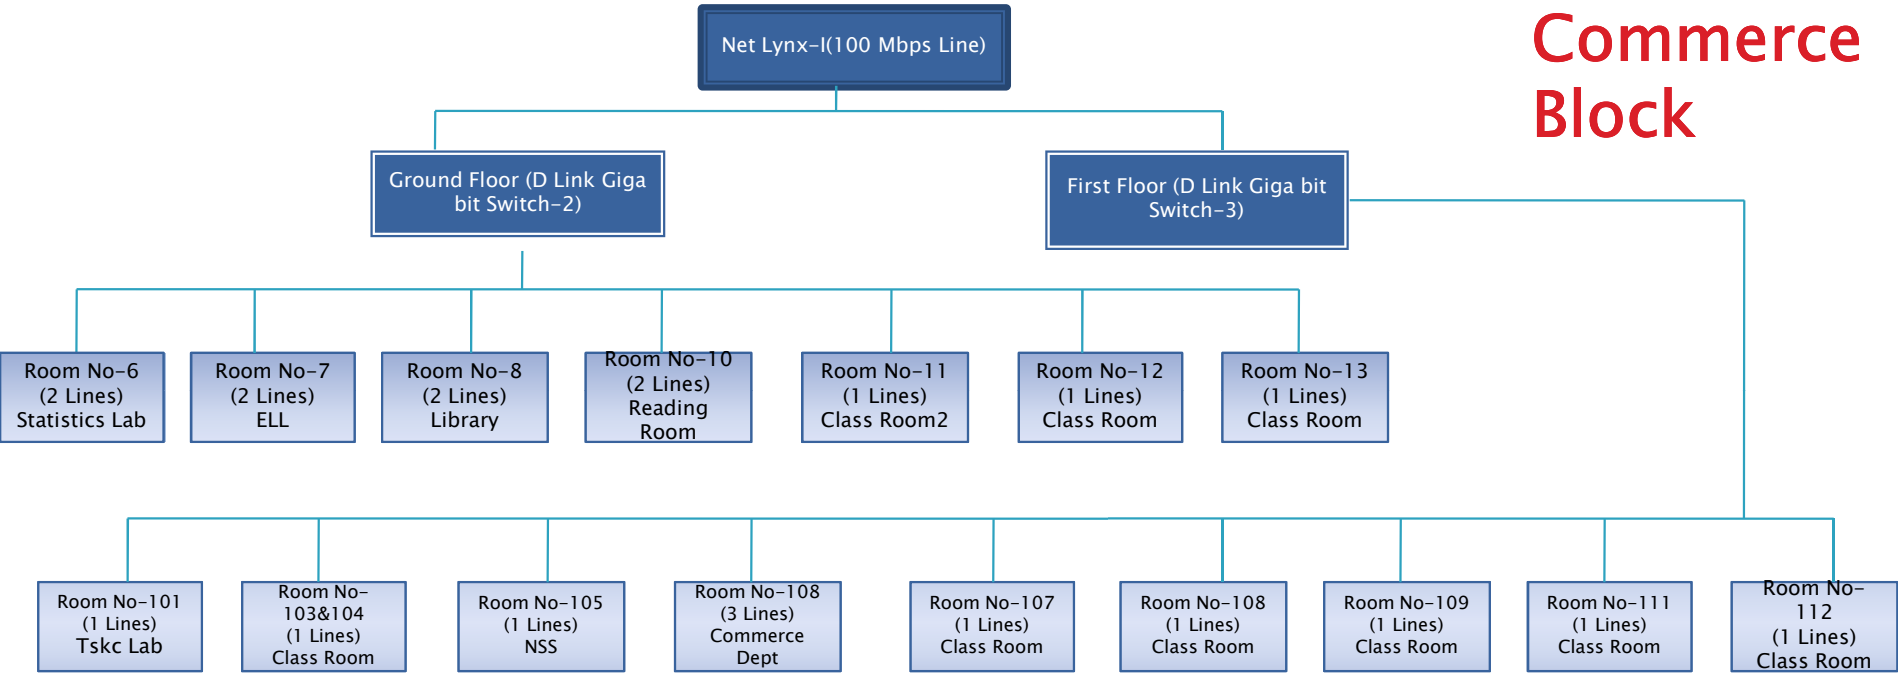 Net Lynx-I(100 Mbps Line)
Commerce
Block
Ground Floor (D Link Giga
bit Switch-2)
First Floor (D Link Giga bit
Switch-3)
Room No-6
(2 Lines)
Statistics Lab
Room No-7
(2 Lines)
ELL
Room No-8
(2 Lines)
Library
Room No-10
(2 Lines)
Reading
Room
Room No-11
(1 Lines)
Class Room2
Room No-12
(1 Lines)
Class Room
Room No-13
(1 Lines)
Class Room
Room No-101
(1 Lines)
Tskc Lab
Room No-
103&104
(1 Lines)
Class Room
Room No-105
(1 Lines)
NSS
Room No-108
(3 Lines)
Commerce
Dept
Room No-107
(1 Lines)
Class Room
Room No-108
(1 Lines)
Class Room
Room No-109
(1 Lines)
Class Room
Room No-111
(1 Lines)
Class Room
Room No-
112
(1 Lines)
Class Room